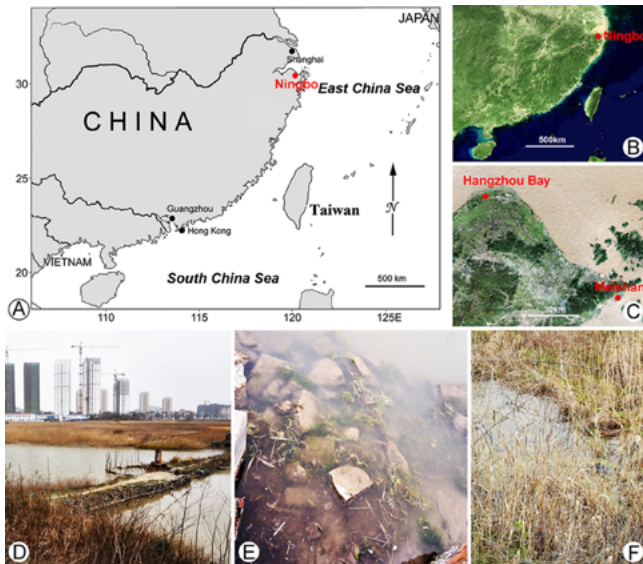 JAPAN
Shanghai
Ningbo
30
East China Sea
CHINA
25
Guangzhou
Hong Kong
Taiwan
N
VIETNAM
20
South China Sea
500 km
A
110
115
120
125E
Ningbo
500km
B
Hangzhou Bay
Meishan
C
D
E
F